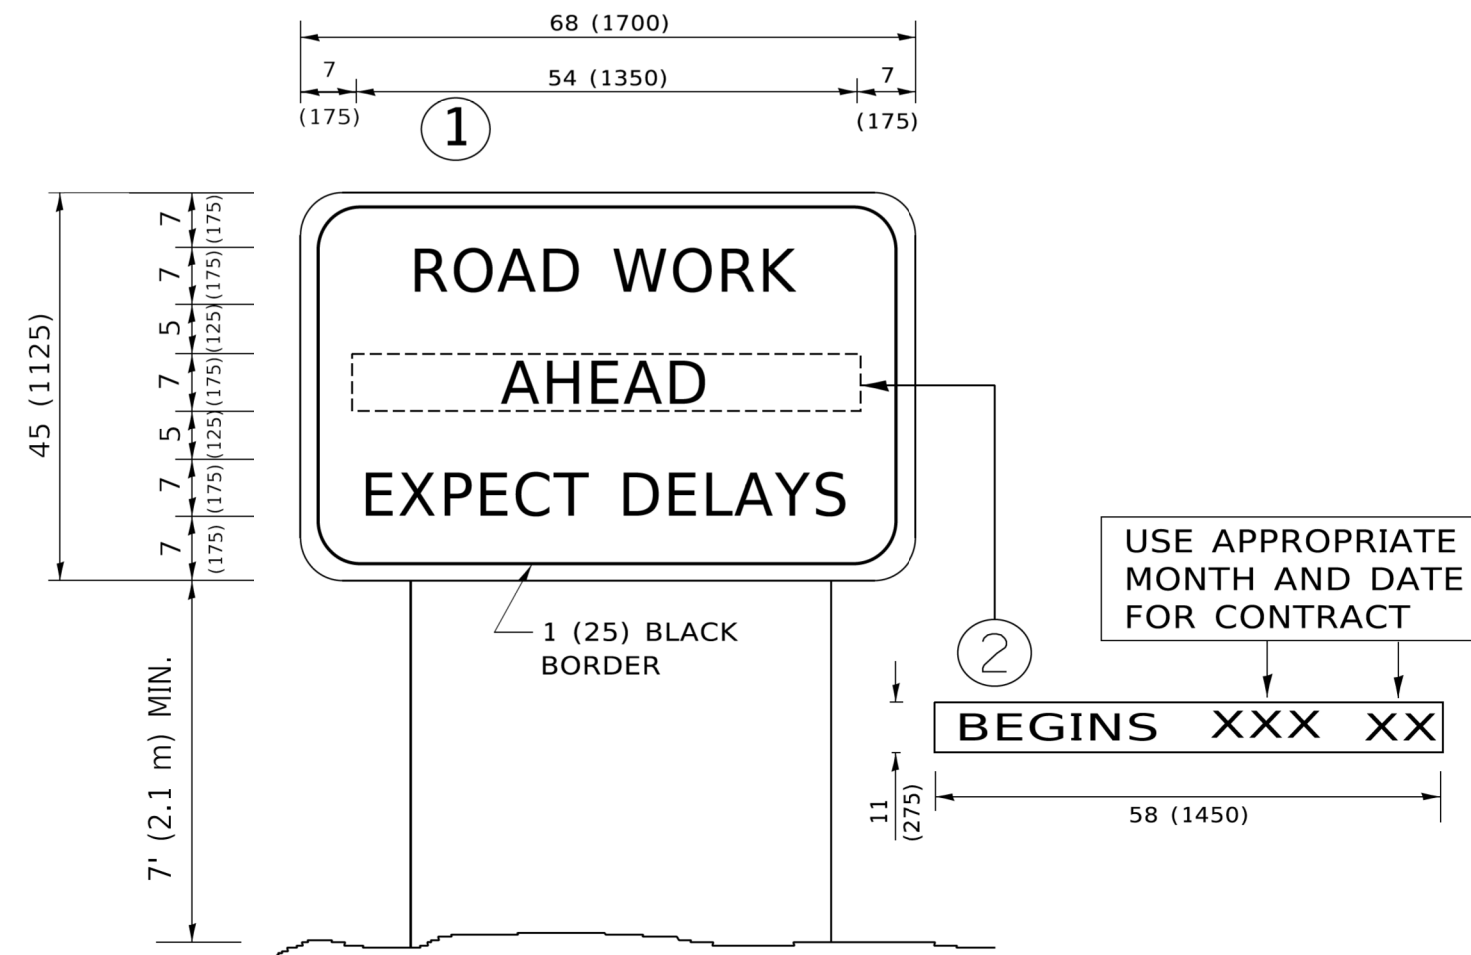 68 (1700)
7
54 (1350)
7
(175)
(175)
1
45 (1125)
7 (175)
7 (175)
5 (125)
7 (175)
5 (125)
7 (175)
7 (175)
ROAD WORK
AHEAD
EXPECT DELAYS
1 (25) BLACK
BORDER
7' (2.1 m) MIN.
2
USE APPROPRIATE
MONTH AND DATE
FOR CONTRACT
BEGINS XXX XX
11
(275)
58 (1450)